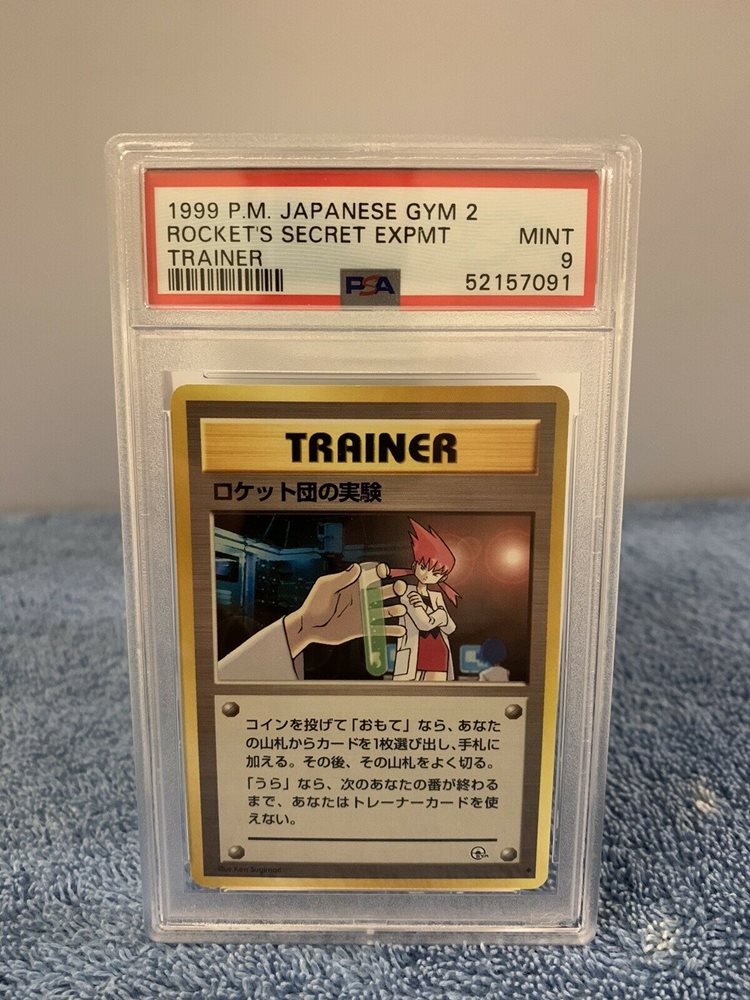 1999 P.M. JAPANESE GYM 2
ROCKET'S SECRET EXPMT MINT
TRAINER 9
PSA 52157091
TRAINER
ロケット団の実験
コインを投げて「おもて」なら、あなた
の山札からカードを1枚選び出し、手札に
加える。その後、その山札をよく切る。
「うら」なら、次のあなたの番が終わる
まで、あなたはトレーナーカードを使
えない。
GYM
Illus. Ken Sugimori